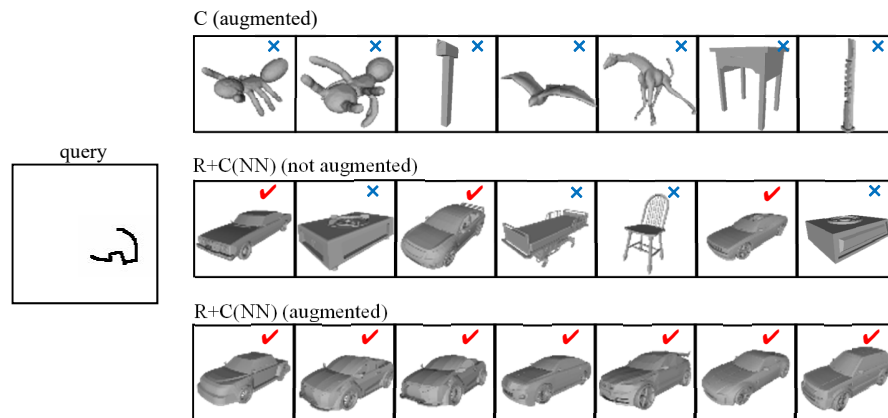 C (augmented)
query
R+C(NN) (not augmented)
R+C(NN) (augmented)